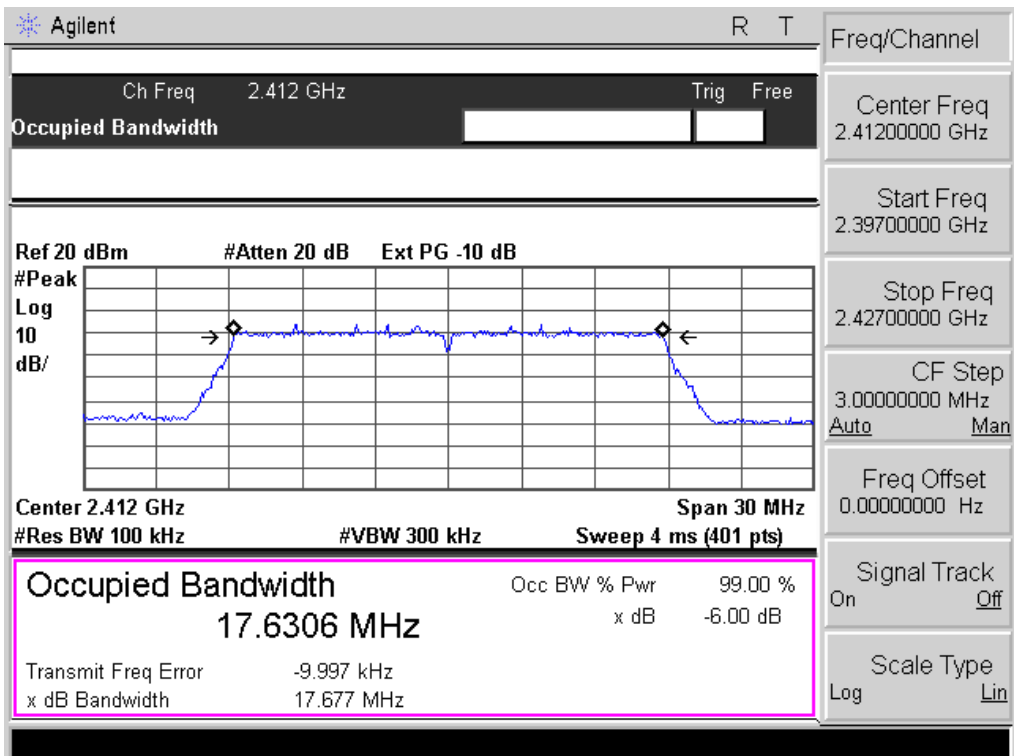 Agilent R T
Freq/Channel
Ch Freq 2.412 GHz Trig Free
Occupied Bandwidth
Center Freq
2.41200000 GHz
Start Freq
2.39700000 GHz
Ref 20 dBm #Atten 20 dB Ext PG -10 dB
#Peak
Log
10
dB/
Stop Freq
2.42700000 GHz
CF Step
3.00000000 MHz
Auto Man
Center 2.412 GHz Span 30 MHz
#Res BW 100 kHz #VBW 300 kHz Sweep 4 ms (401 pts)
Freq Offset
0.00000000 Hz
Occupied Bandwidth Occ BW % Pwr 99.00 %
17.6306 MHz x dB -6.00 dB
Transmit Freq Error -9.997 kHz
x dB Bandwidth 17.677 MHz
Signal Track
On Off
Scale Type
Log Lin